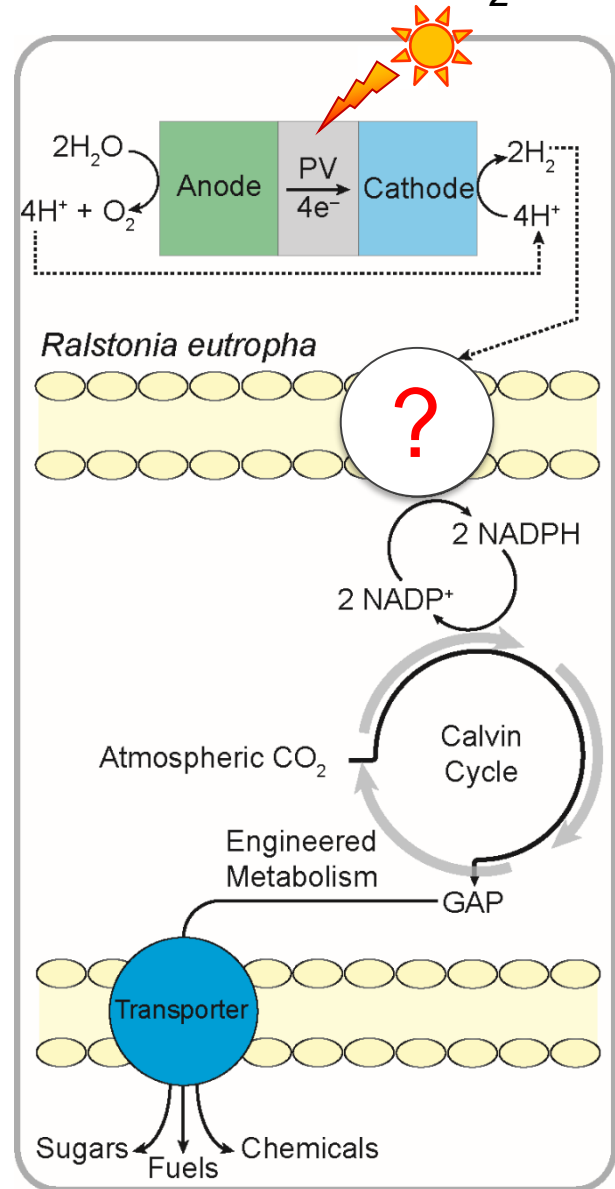 2
2H₂O
4H⁺ + O₂
Anode
PV
4e⁻
Cathode
2H₂
4H⁺
Ralstonia eutropha
?
2 NADPH
2 NADP⁺
Atmospheric CO₂
Calvin
Cycle
Engineered
Metabolism
GAP
Transporter
Sugars
Fuels
Chemicals